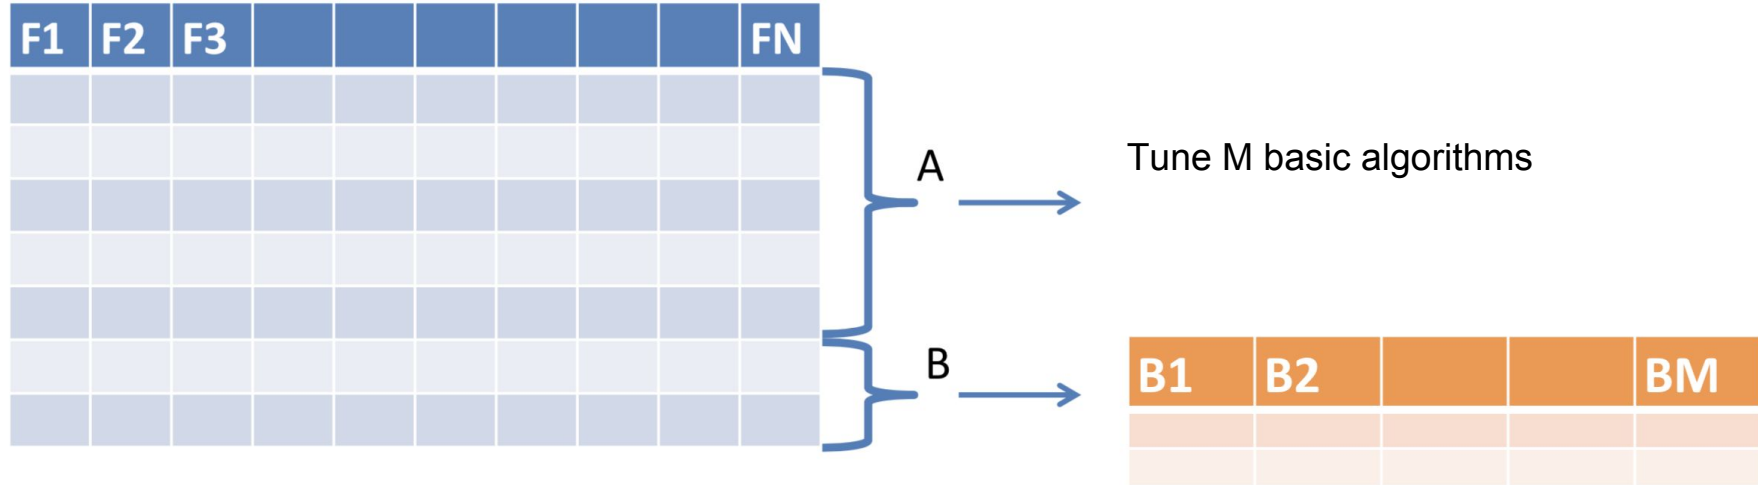 F1 F2 F3 FN
A
Tune M basic algorithms
B
B1 B2 BM